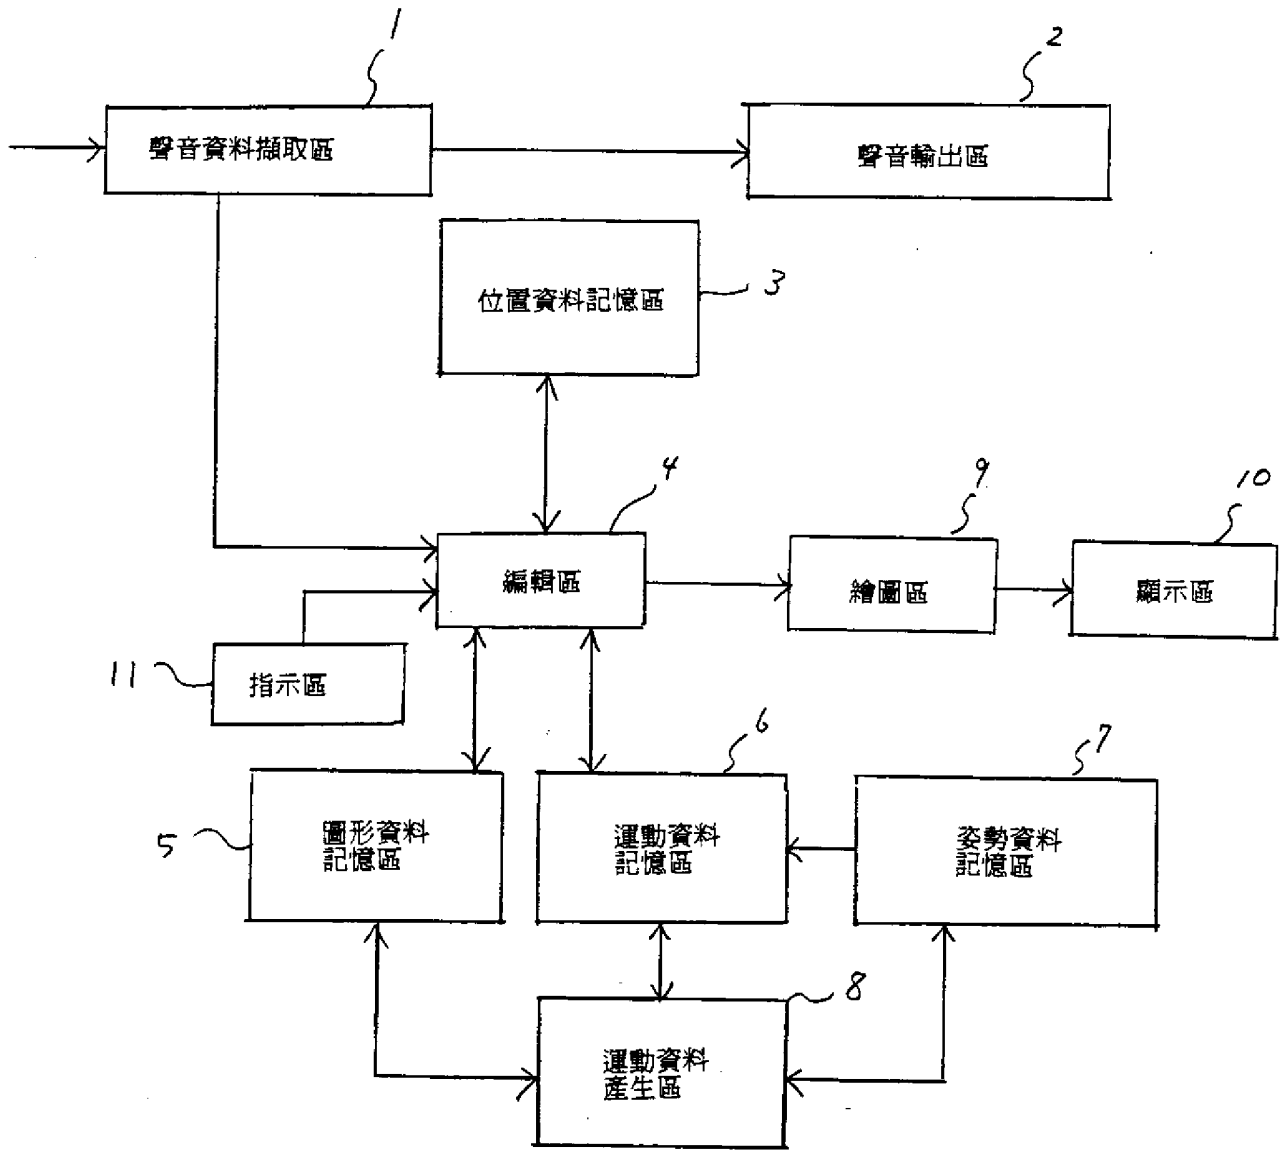 1
2
聲音資料擷取區
聲音輸出區
3
位置資料記憶區
4
9
10
編輯區
繪圖區
顯示區
11
指示區
6
7
5
圖形資料
記憶區
運動資料
記憶區
姿勢資料
記憶區
8
運動資料
產生區